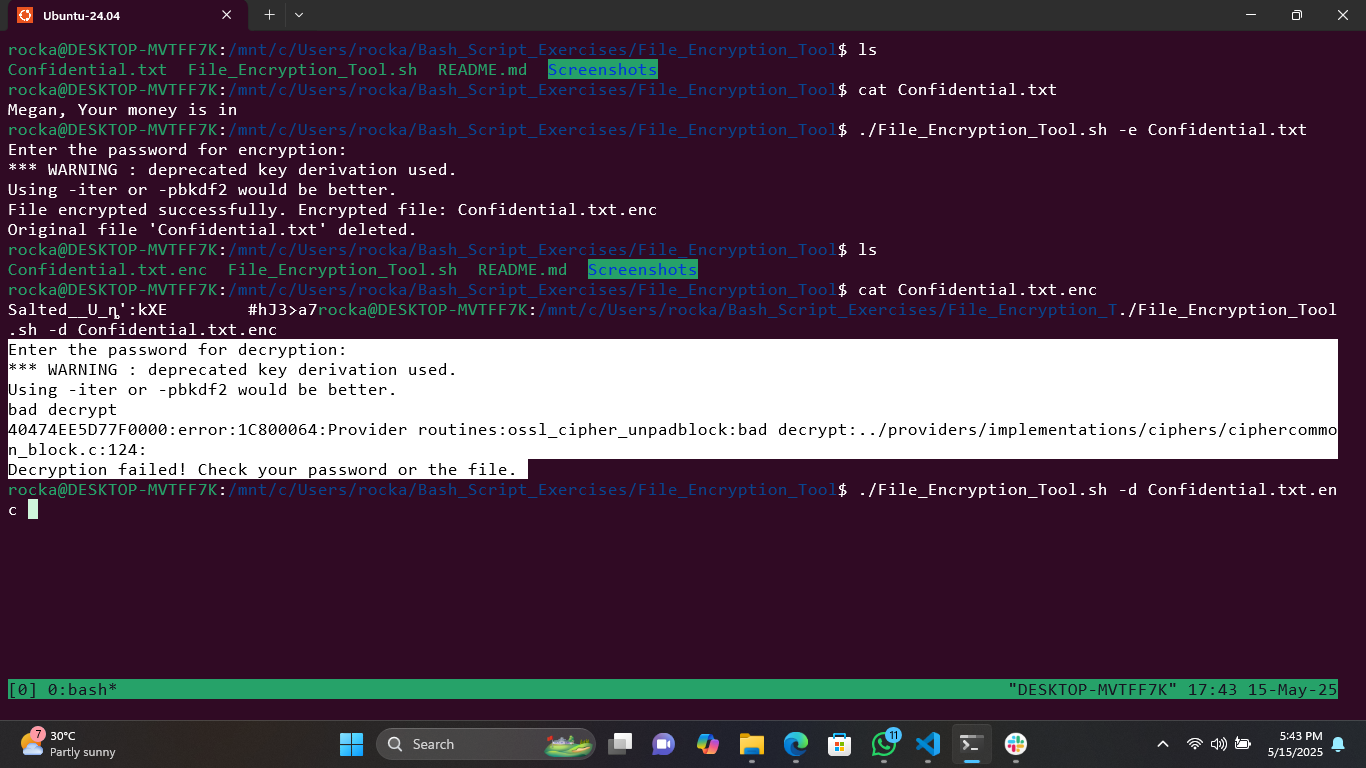 Ubuntu-24.04
rocka@DESKTOP-MVTFF7K:/mnt/c/Users/rocka/Bash_Script_Exercises/File_Encryption_Tool$ ls
Confidential.txt  File_Encryption_Tool.sh  README.md  Screenshots
rocka@DESKTOP-MVTFF7K:/mnt/c/Users/rocka/Bash_Script_Exercises/File_Encryption_Tool$ cat Confidential.txt
Megan, Your money is in
rocka@DESKTOP-MVTFF7K:/mnt/c/Users/rocka/Bash_Script_Exercises/File_Encryption_Tool$ ./File_Encryption_Tool.sh -e Confidential.txt
Enter the password for encryption:
*** WARNING : deprecated key derivation used.
Using -iter or -pbkdf2 would be better.
File encrypted successfully. Encrypted file: Confidential.txt.enc
Original file 'Confidential.txt' deleted.
rocka@DESKTOP-MVTFF7K:/mnt/c/Users/rocka/Bash_Script_Exercises/File_Encryption_Tool$ ls
Confidential.txt.enc  File_Encryption_Tool.sh  README.md  Screenshots
rocka@DESKTOP-MVTFF7K:/mnt/c/Users/rocka/Bash_Script_Exercises/File_Encryption_Tool$ cat Confidential.txt.enc
#hJ3>a7rocka@DESKTOP-MVTFF7K:/mnt/c/Users/rocka/Bash_Script_Exercises/File_Encryption_T./File_Encryption_Tool
.sh -d Confidential.txt.enc
Enter the password for decryption:
*** WARNING : deprecated key derivation used.
Using -iter or -pbkdf2 would be better.
bad decrypt
40474EE5D77F0000:error:1C800064:Provider routines:ossl_cipher_unpadblock:bad decrypt:../providers/implementations/ciphers/ciphercommo
n_block.c:124:
Decryption failed! Check your password or the file.
rocka@DESKTOP-MVTFF7K:/mnt/c/Users/rocka/Bash_Script_Exercises/File_Encryption_Tool$ ./File_Encryption_Tool.sh -d Confidential.txt.en
c
[0] 0:bash* "DESKTOP-MVTFF7K" 17:43 15-May-25
7
30°C
Partly sunny
Search
11
5:43 PM
5/15/2025